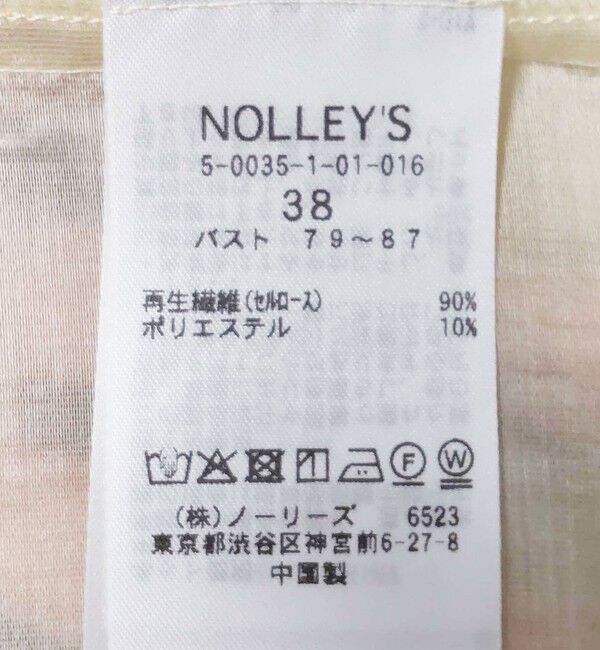 NOLLEY'S
5-0035-1-01-016
38
バスト 79～87
再生繊維(セルロース) 90%
ポリエステル 10%
F W
(株)ノーリーズ 6523
東京都渋谷区神宮前6-27-8
中国製